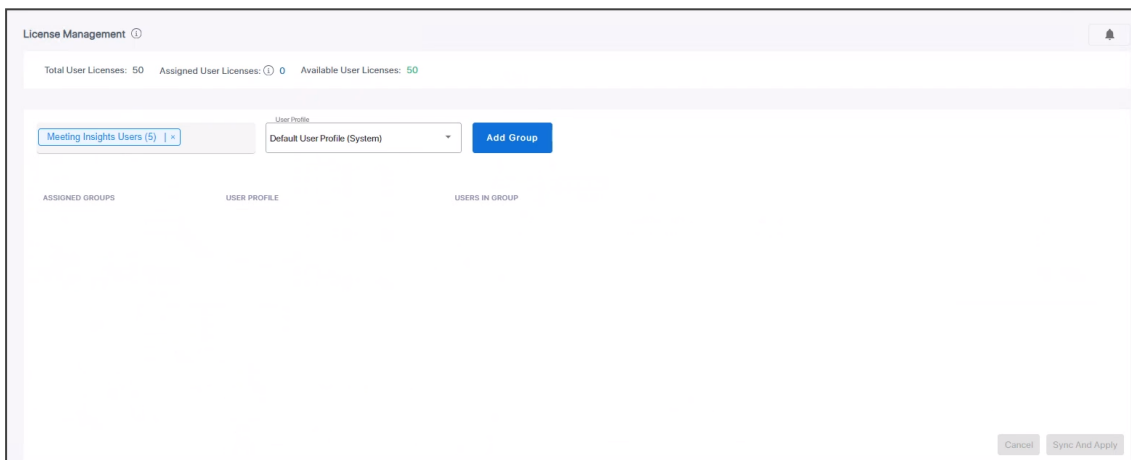 License Management ⓘ
Total User Licenses: 50 Assigned User Licenses: ⓘ 0 Available User Licenses: 50
User Profile
Meeting Insights Users (5) | × Default User Profile (System) Add Group
ASSIGNED GROUPS USER PROFILE USERS IN GROUP
Cancel Sync And Apply